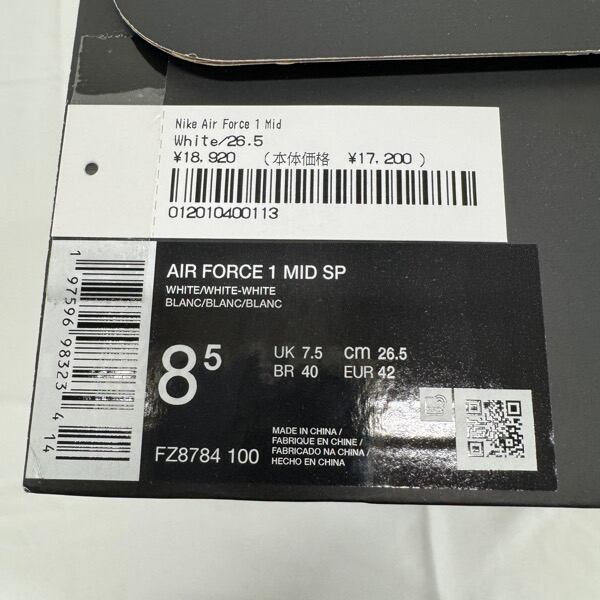 Nike Air Force 1 Mid
White/26.5
¥18,920 （本体価格 ¥17,200 ）
012010400113
AIR FORCE 1 MID SP
WHITE/WHITE-WHITE
BLANC/BLANC/BLANC
8 5
UK 7.5 cm 26.5
BR 40 EUR 42
MADE IN CHINA /
FABRIQUE EN CHINE /
FABRICADO NA CHINA /
HECHO EN CHINA
FZ8784 100
1 97596 98323 4 14